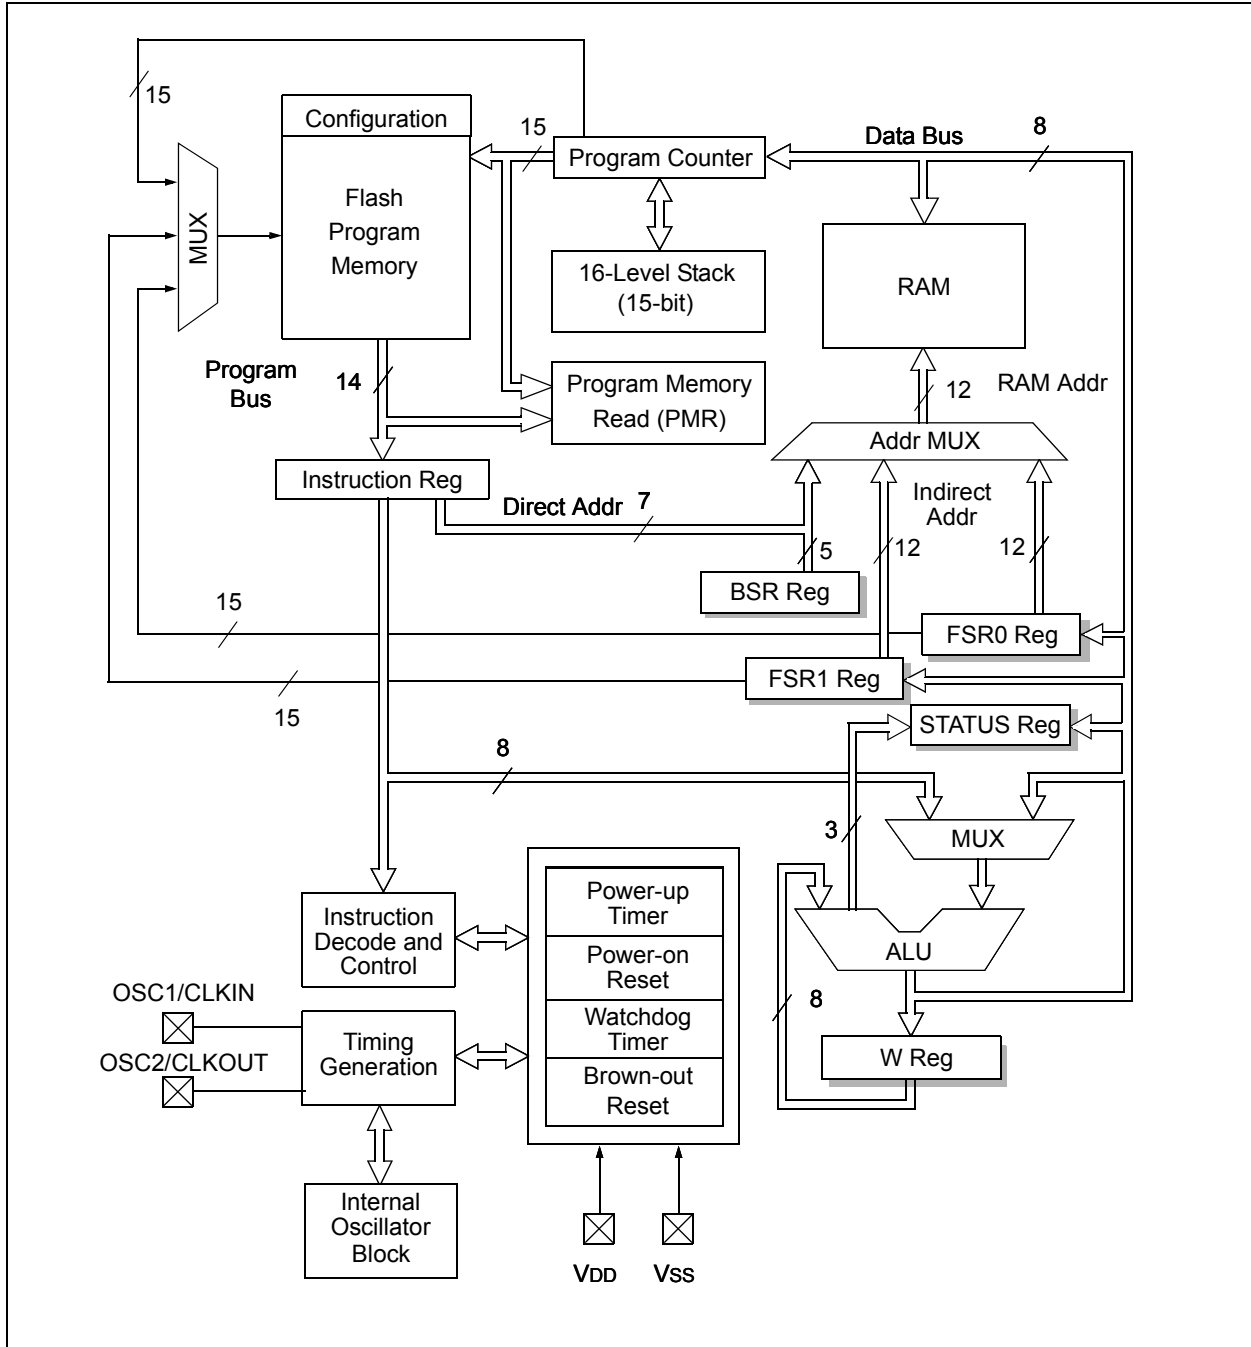 15
Configuration
15
Program Counter
Data Bus
8
MUX
Flash
Program
Memory
16-Level Stack
(15-bit)
RAM
Program
Bus
14
Program Memory
Read (PMR)
12
RAM Addr
Addr MUX
Instruction Reg
Direct Addr
7
Indirect
Addr
5
12
12
BSR Reg
15
FSR0 Reg
FSR1 Reg
15
STATUS Reg
8
3
MUX
Power-up
Timer
Instruction
Decode and
Control
Power-on
Reset
ALU
OSC1/CLKIN
8
Timing
Generation
Watchdog
Timer
W Reg
OSC2/CLKOUT
Brown-out
Reset
Internal
Oscillator
Block
VDD
VSS